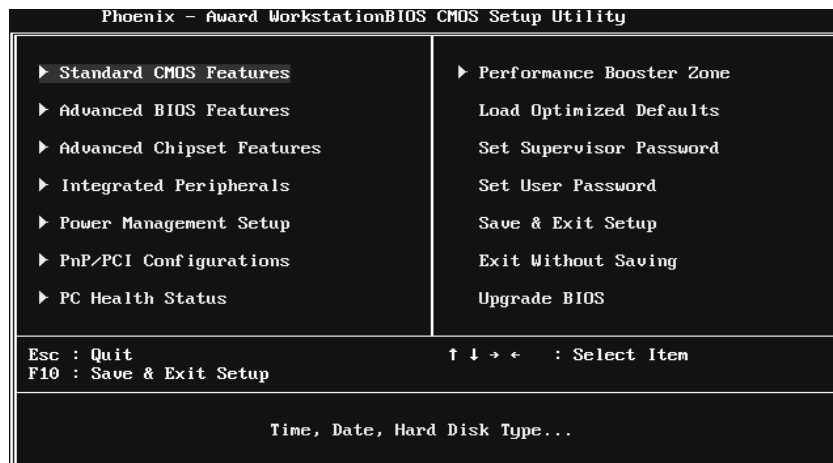 Phoenix - Award WorkstationBIOS CMOS Setup Utility
▶ Standard CMOS Features
▶ Advanced BIOS Features
▶ Advanced Chipset Features
▶ Integrated Peripherals
▶ Power Management Setup
▶ PnP/PCI Configurations
▶ PC Health Status
▶ Performance Booster Zone
Load Optimized Defaults
Set Supervisor Password
Set User Password
Save & Exit Setup
Exit Without Saving
Upgrade BIOS
Esc : Quit
F10 : Save & Exit Setup
↑ ↓ → ← : Select Item
Time, Date, Hard Disk Type...